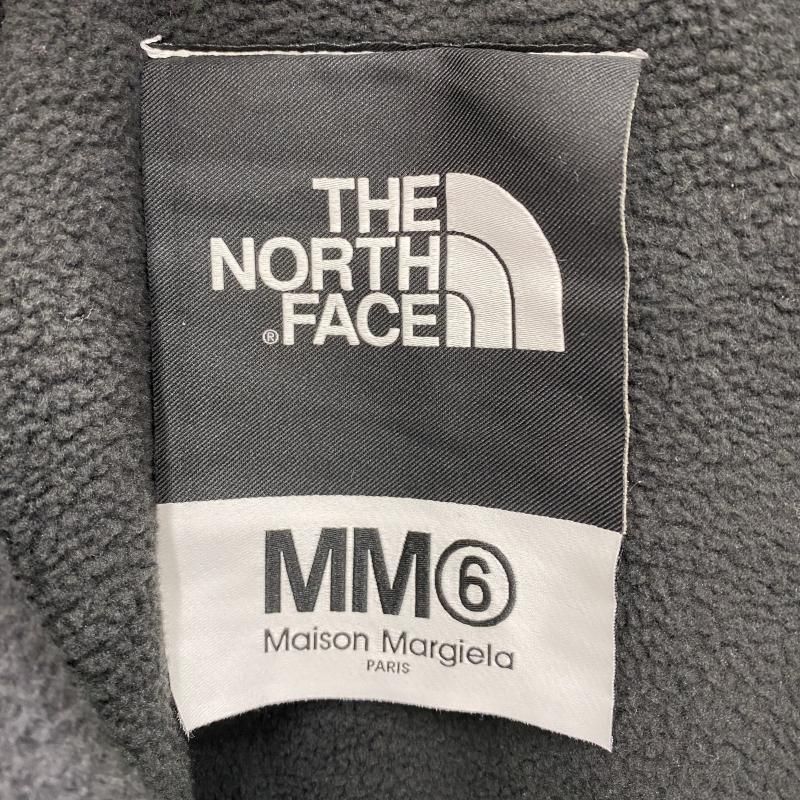 THE
NORTH
® FACE
MM⑥
Maison Margiela
PARIS